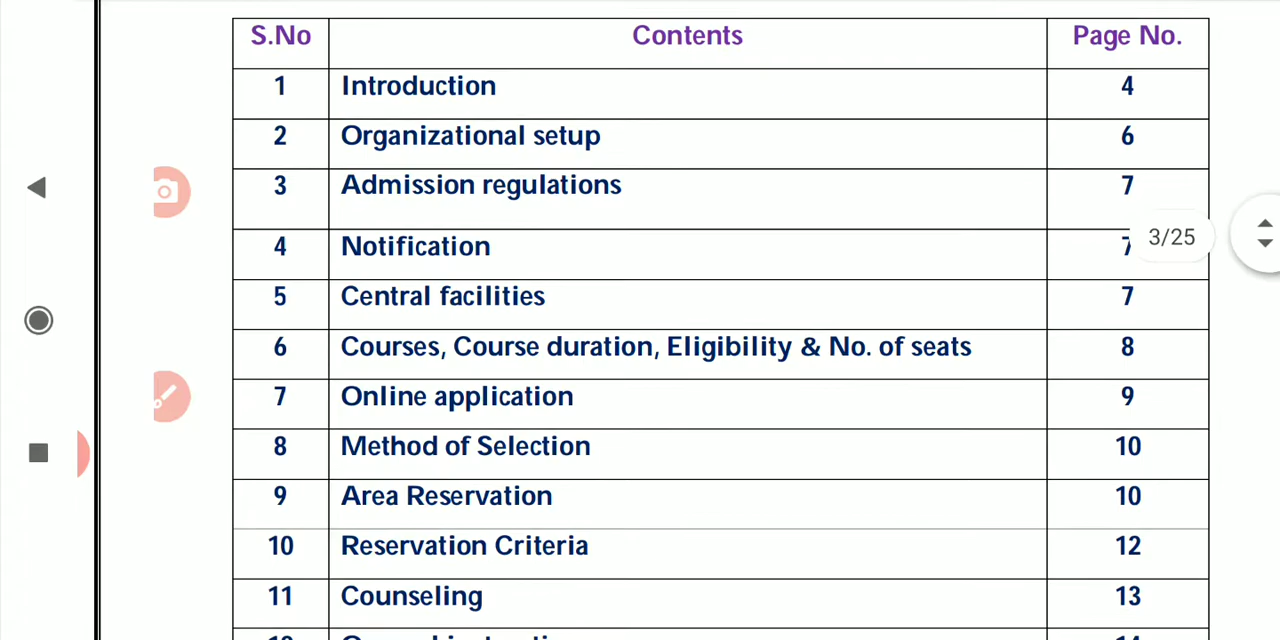 S.No Contents Page No.
1 Introduction 4
2 Organizational setup 6
3 Admission regulations 7
4 Notification 7
3/25
5 Central facilities 7
6 Courses, Course duration, Eligibility & No. of seats 8
7 Online application 9
8 Method of Selection 10
9 Area Reservation 10
10 Reservation Criteria 12
11 Counseling 13